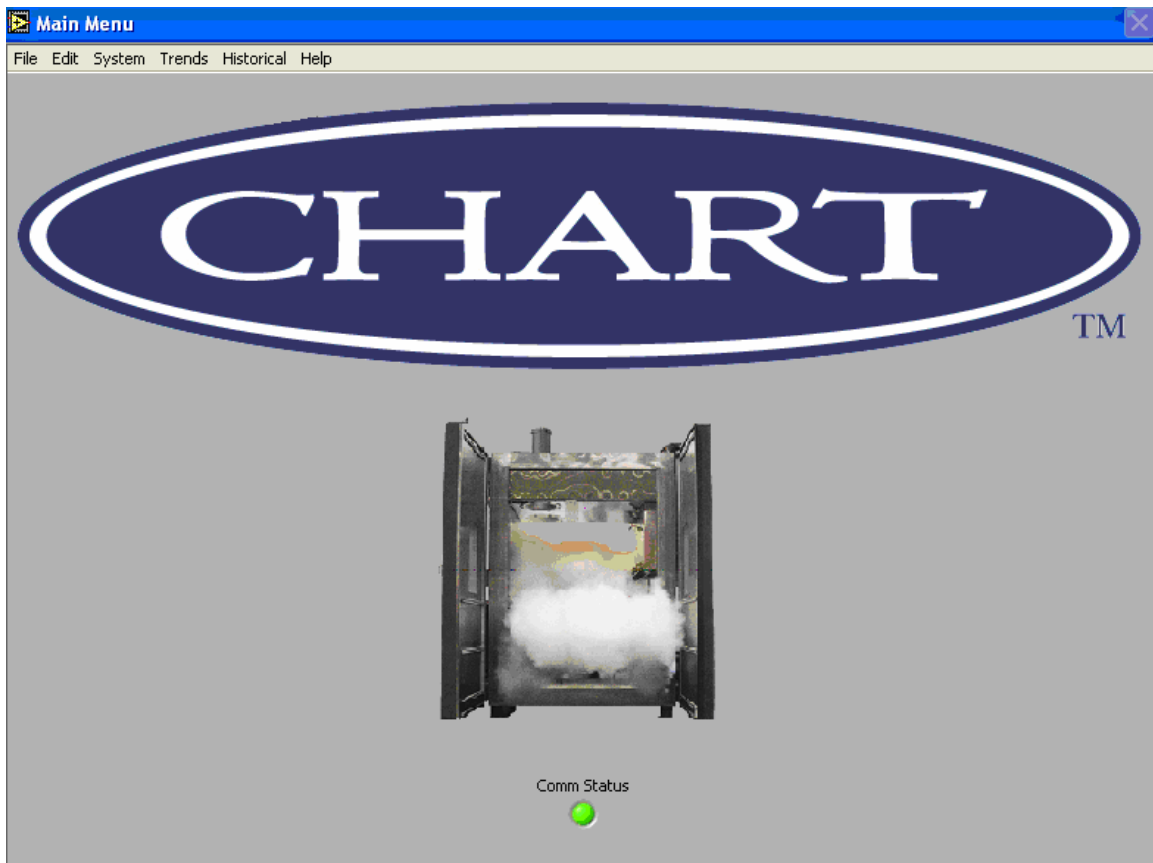 Main Menu
File Edit System Trends Historical Help
CHART
TM
Comm Status